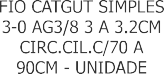 FIO CATGUT SIMPLES
3-0 AG3/8 3 A 3.2CM
CIRC.CIL.C/70 A
90CM - UNIDADE